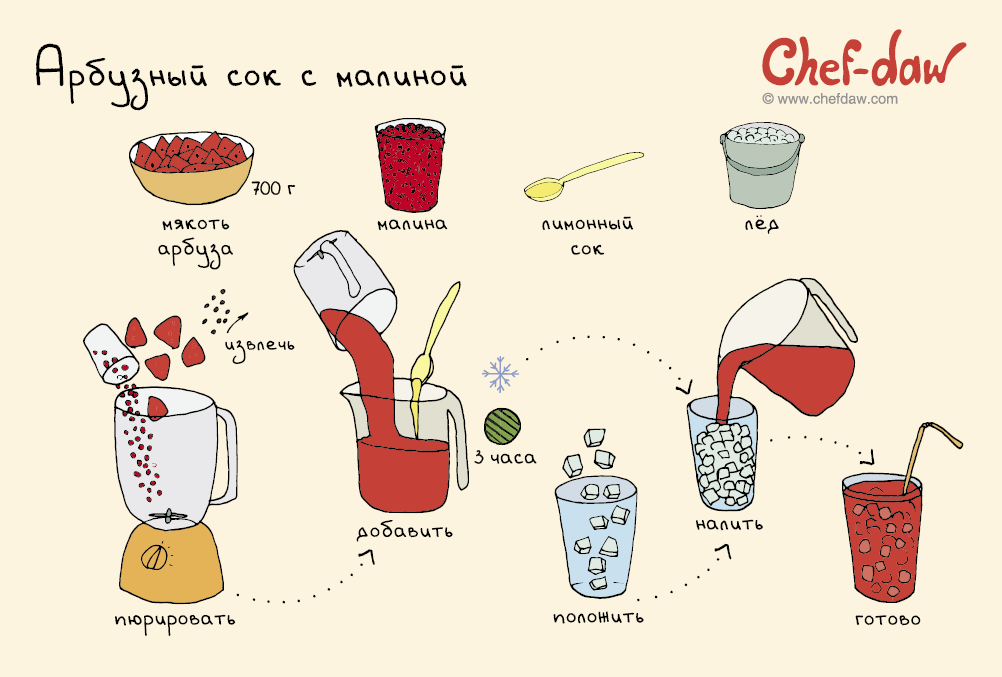 Арбузный сок с малиной
Chef-daw
© www.chefdaw.com
700 г
мякоть
арбуза
малина
лимонный
сок
лёд
извлечь
3 часа
добавить
налить
пюрировать
положить
готово